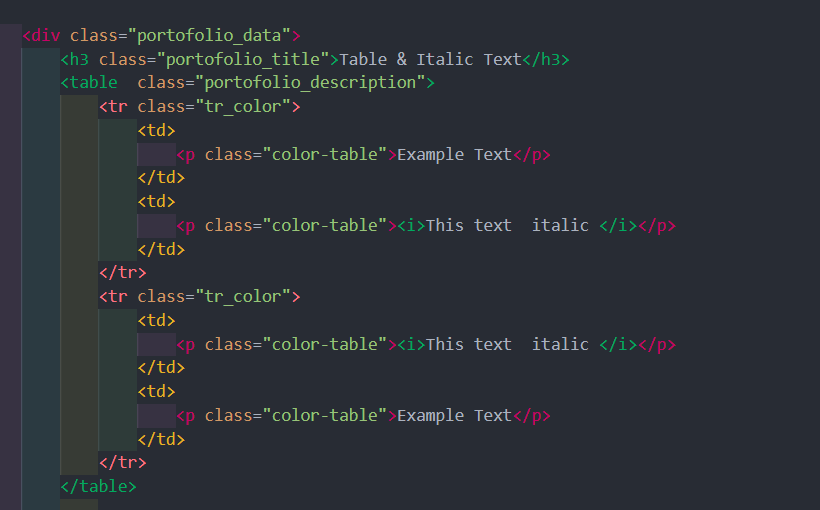 <div class="portofolio_data">
<h3 class="portofolio_title">Table & Italic Text</h3>
<table  class="portofolio_description">
<tr class="tr_color">
<td>
<p class="color-table">Example Text</p>
</td>
<td>
<p class="color-table"><i>This text  italic </i></p>
</td>
</tr>
<tr class="tr_color">
<td>
<p class="color-table"><i>This text  italic </i></p>
</td>
<td>
<p class="color-table">Example Text</p>
</td>
</tr>
</table>